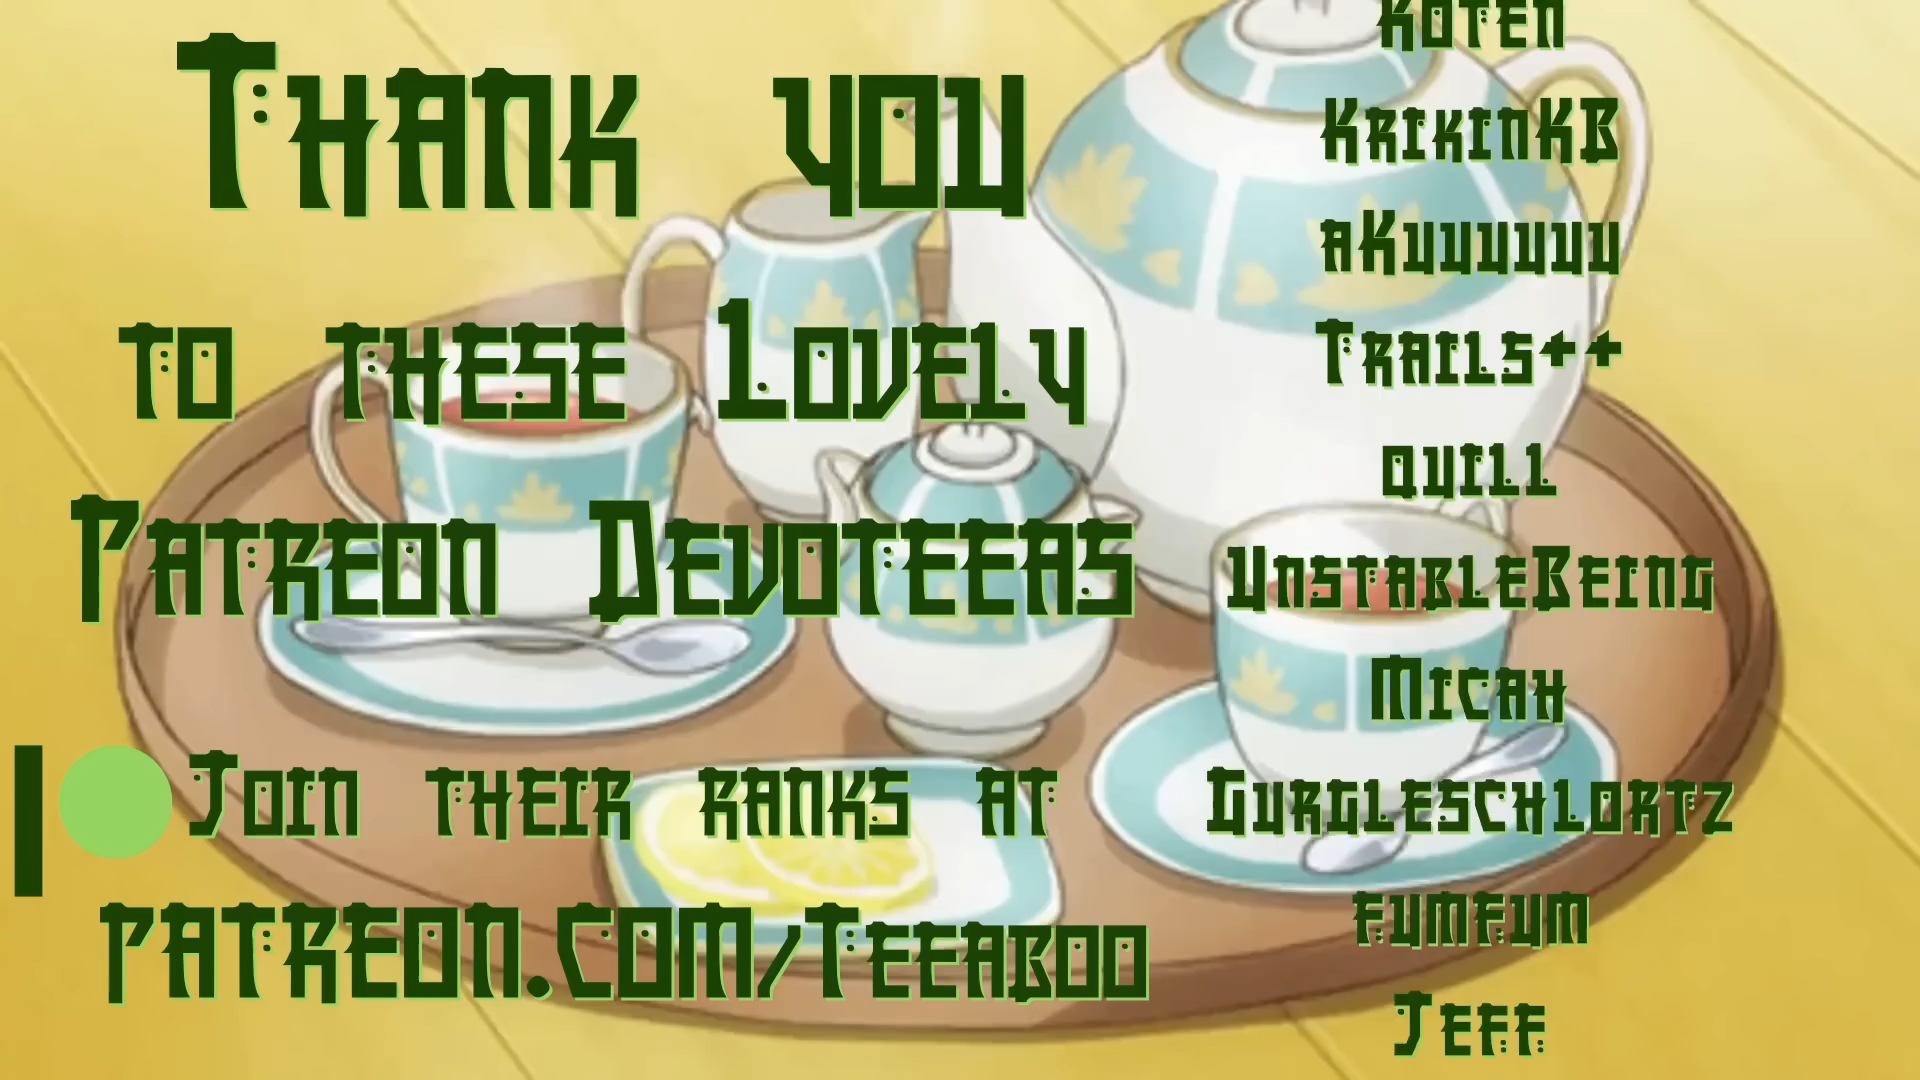 Thank you
to these Lovely
Patreon Devoteeas
Join their ranks at
patreon.com/Teeaboo
Koten
KrikinKB
aKuuuuuu
Trails++
quill
UnstableBeing
Micah
Gurgleschlortz
fumfum
Jeff